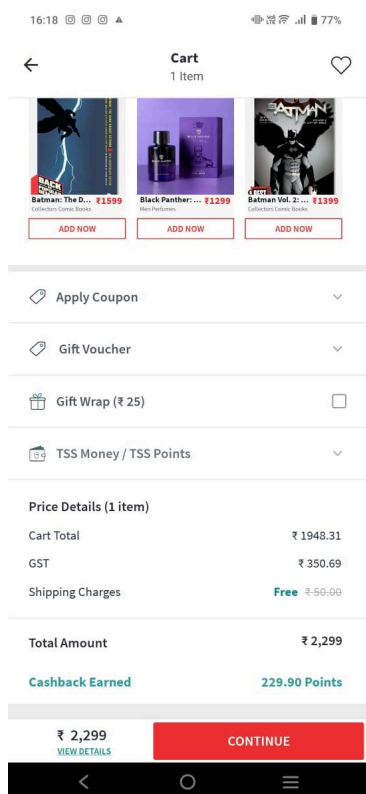 16:18 77%
Cart
1 Item
BACK
BATMAN
Batman: The D... ₹1599
Collectors Comic Books
Black Panther: ... ₹1299
Men Perfumes
Batman Vol. 2: ... ₹1399
Collectors Comic Books
ADD NOW ADD NOW ADD NOW
Apply Coupon
Gift Voucher
Gift Wrap (₹ 25)
TSS Money / TSS Points
Price Details (1 item)
Cart Total ₹ 1948.31
GST ₹ 350.69
Shipping Charges Free ₹ 50.00
Total Amount ₹ 2,299
Cashback Earned 229.90 Points
₹ 2,299
VIEW DETAILS
CONTINUE